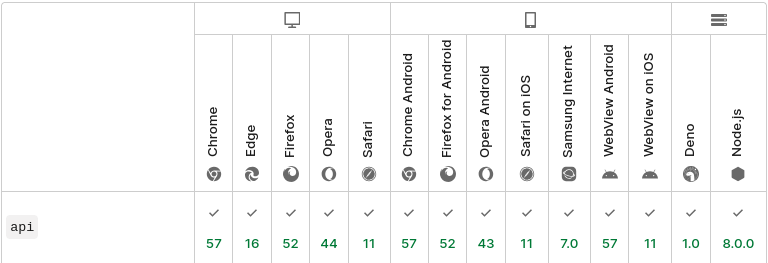 Chrome
Edge
Firefox
Opera
Safari
Chrome Android
Firefox for Android
Opera Android
Safari on iOS
Samsung Internet
WebView Android
WebView on iOS
Deno
Node.js
api
57 16 52 44 11 57 52 43 11 7.0 57 11 1.0 8.0.0